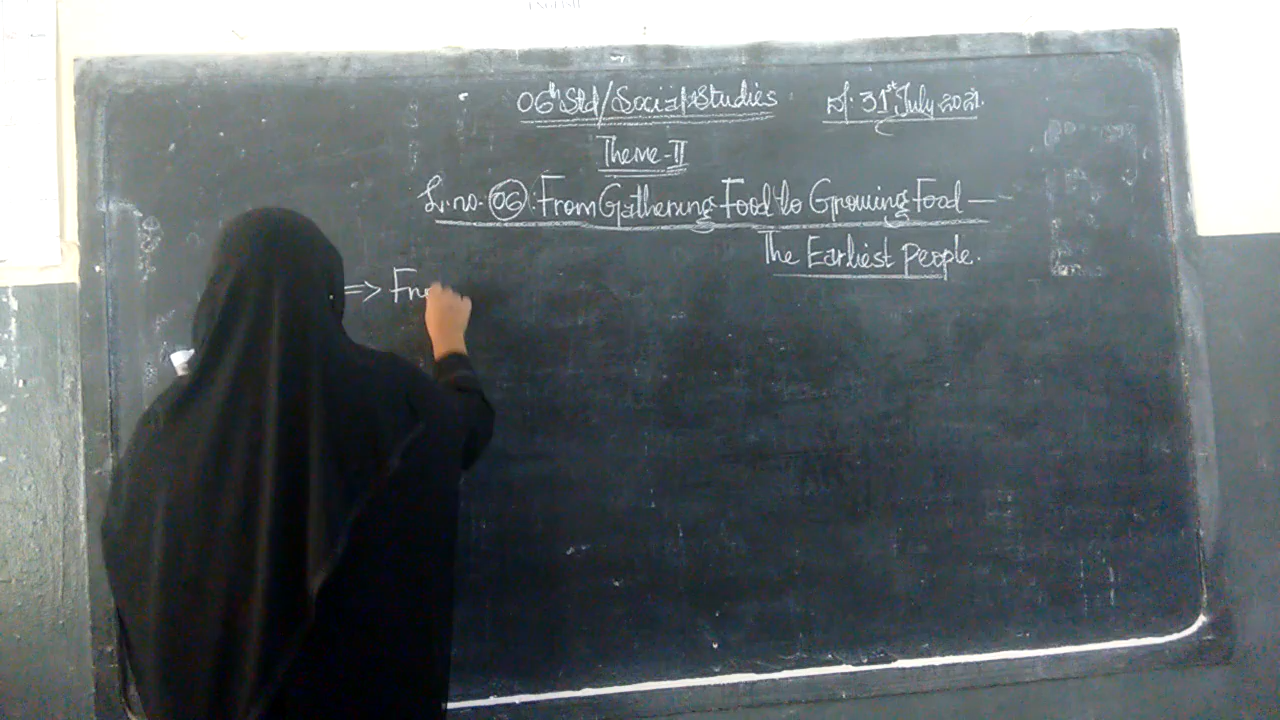 ENGLISH
06th Std/Social Studies
31st July 2021.
Theme-II
L.no. 06: From Gathering Food to Growing Food —
The Earliest People.
=>